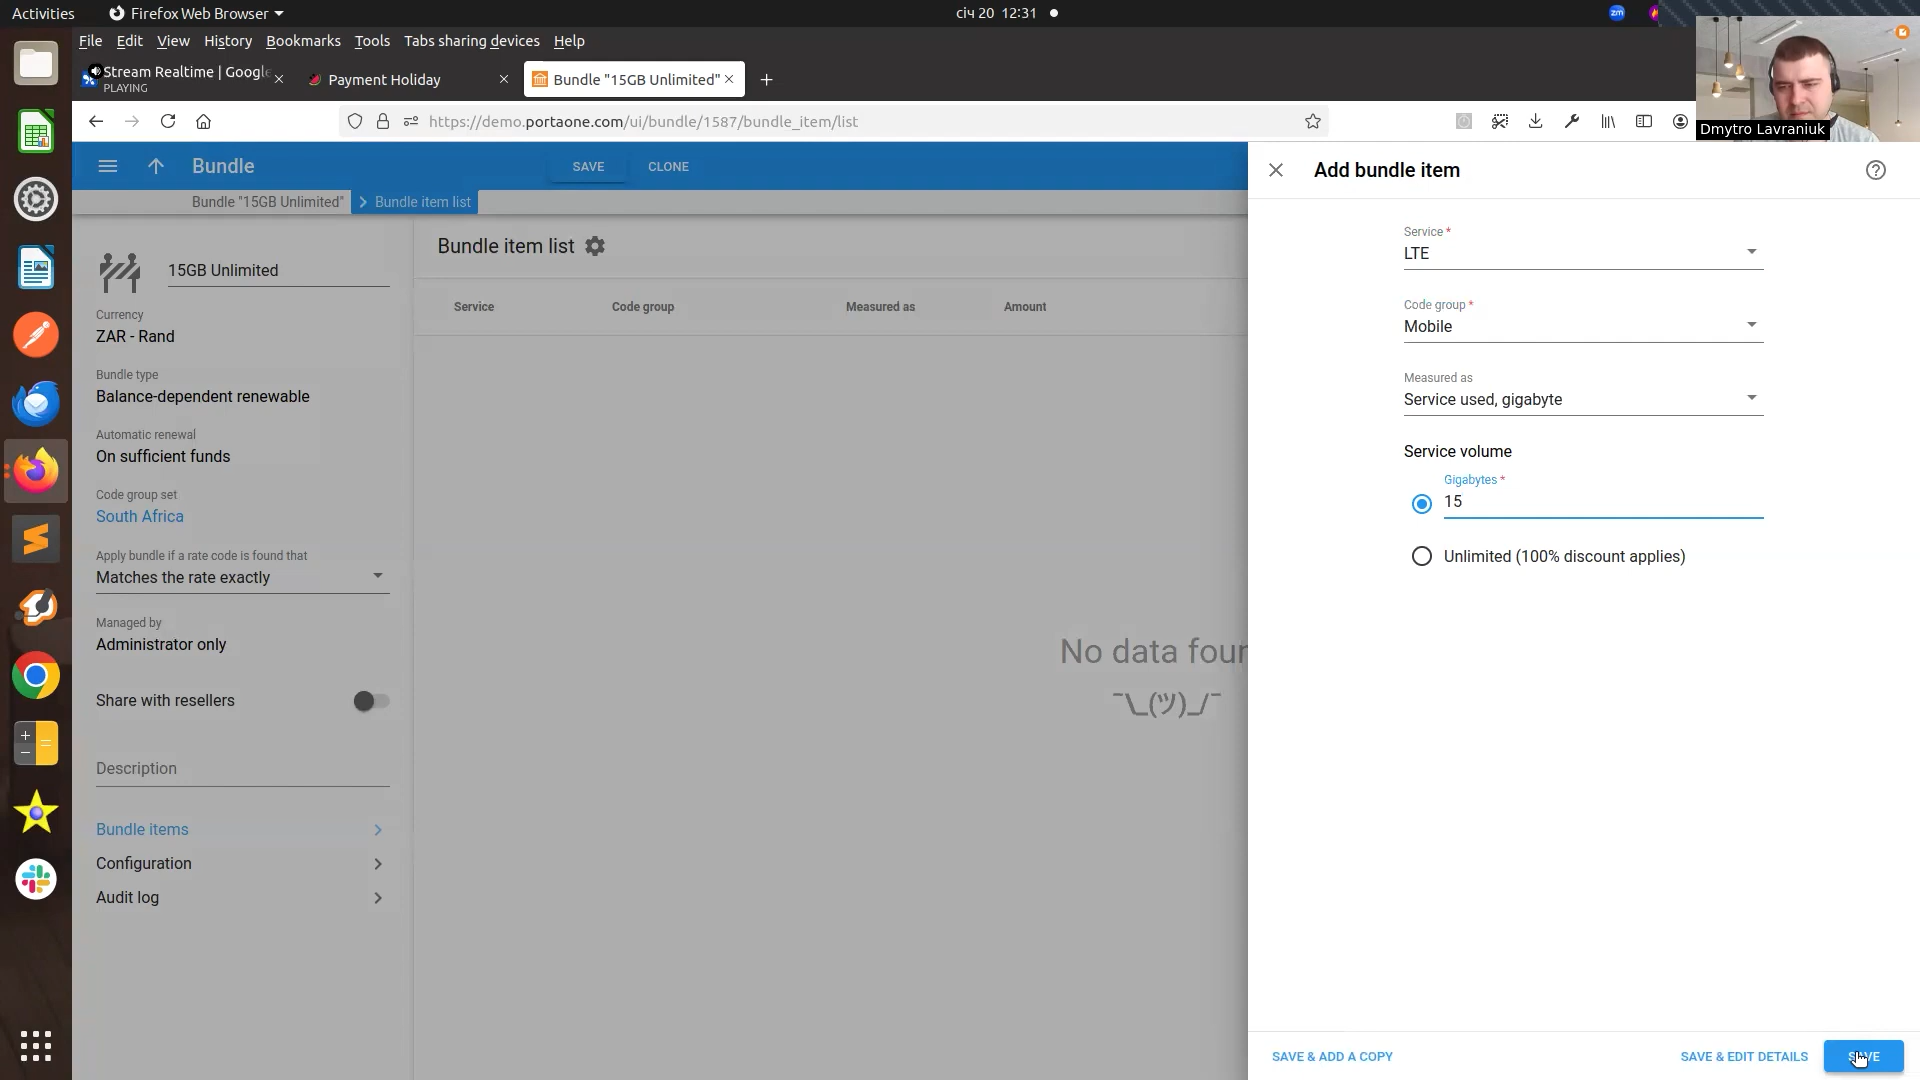 Activities
Firefox Web Browser
січ 20 12:31
zm
File Edit View History Bookmarks Tools Tabs sharing devices Help
Stream Realtime | Google
PLAYING
Payment Holiday
Bundle "15GB Unlimited"
https://demo.portaone.com/ui/bundle/1587/bundle_item/list
Dmytro Lavraniuk
Bundle
SAVE
CLONE
Bundle "15GB Unlimited"
Bundle item list
15GB Unlimited
Currency
ZAR - Rand
Bundle type
Balance-dependent renewable
Automatic renewal
On sufficient funds
Code group set
South Africa
Apply bundle if a rate code is found that
Matches the rate exactly
Managed by
Administrator only
Share with resellers
Description
Bundle items
Configuration
Audit log
Bundle item list
Service
Code group
Measured as
Amount
No data four
¯\_(ツ)_/¯
Add bundle item
Service *
LTE
Code group *
Mobile
Measured as
Service used, gigabyte
Service volume
Gigabytes *
15
Unlimited (100% discount applies)
SAVE & ADD A COPY
SAVE & EDIT DETAILS
SAVE